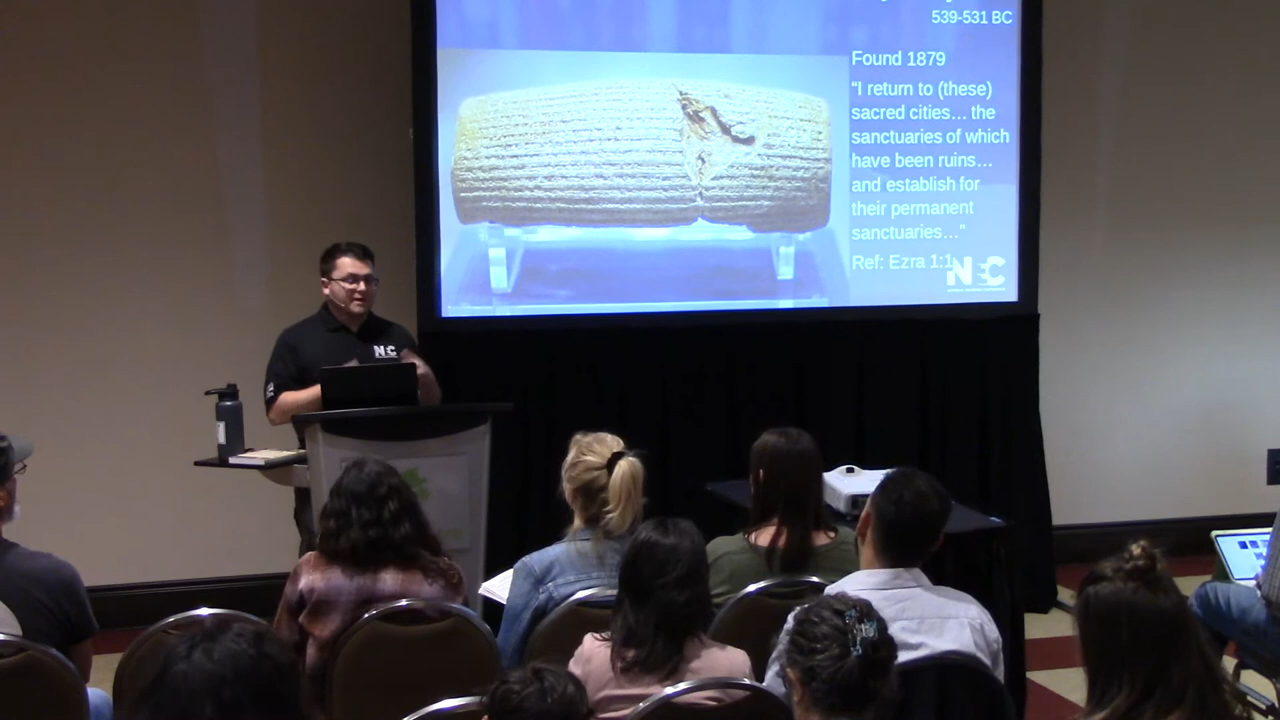 539-531 BC
Found 1879
“I return to (these)
sacred cities… the
sanctuaries of which
have been ruins…
and establish for
their permanent
sanctuaries…”
Ref: Ezra 1:1
NEC
NEC